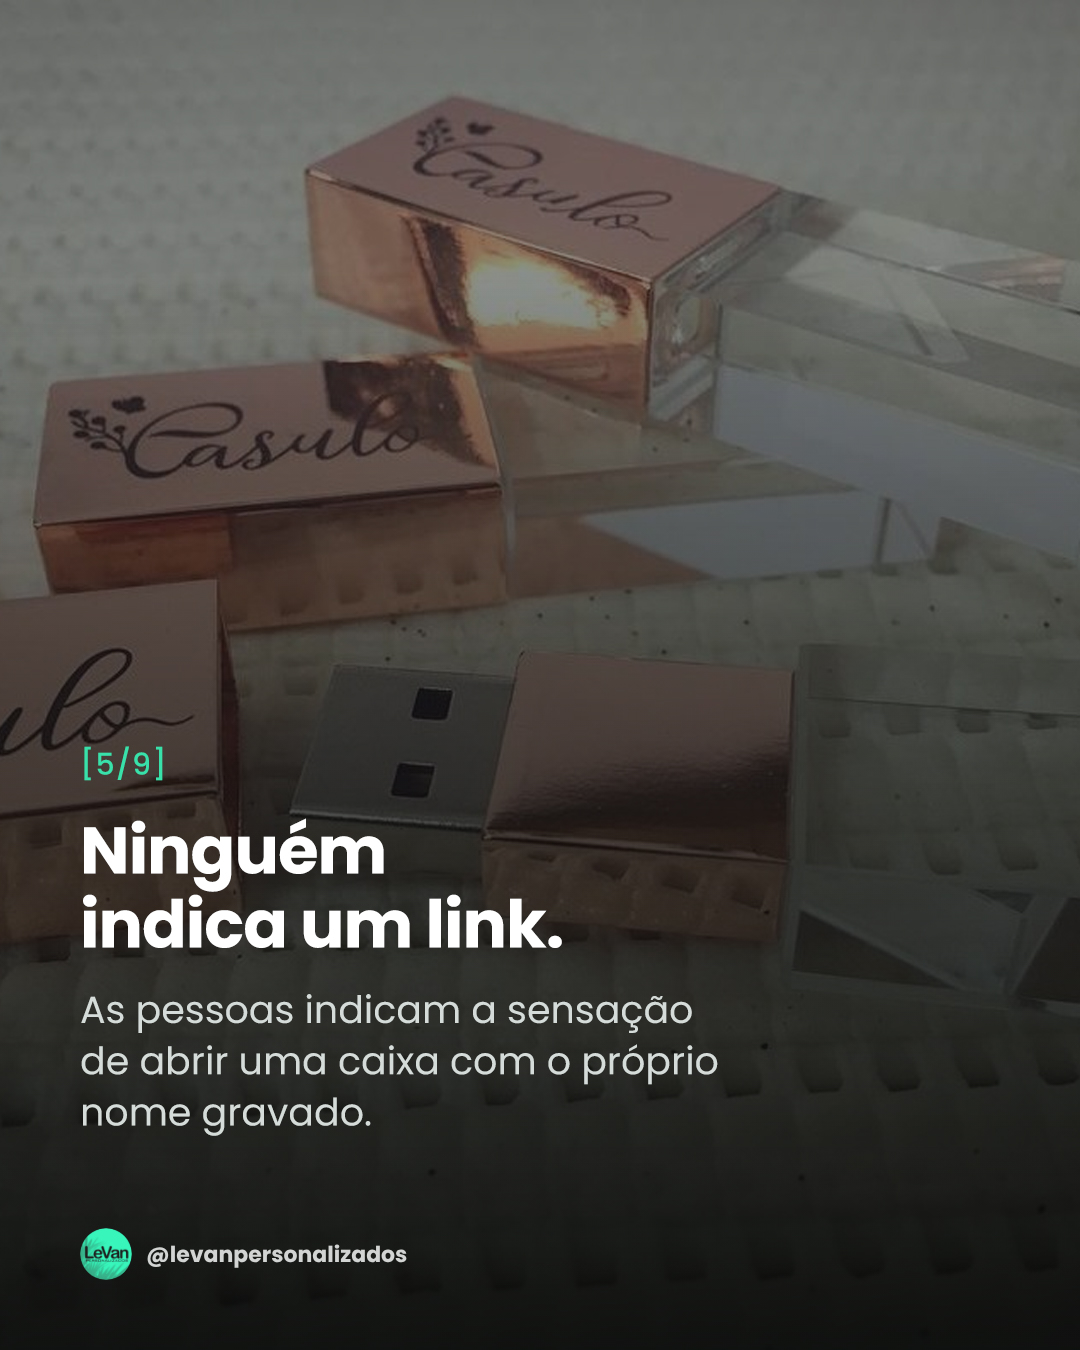 Casulo
Casulo
ulo
[5/9]
Ninguém
indica um link.
As pessoas indicam a sensação
de abrir uma caixa com o próprio
nome gravado.
LeVan
@levanpersonalizados